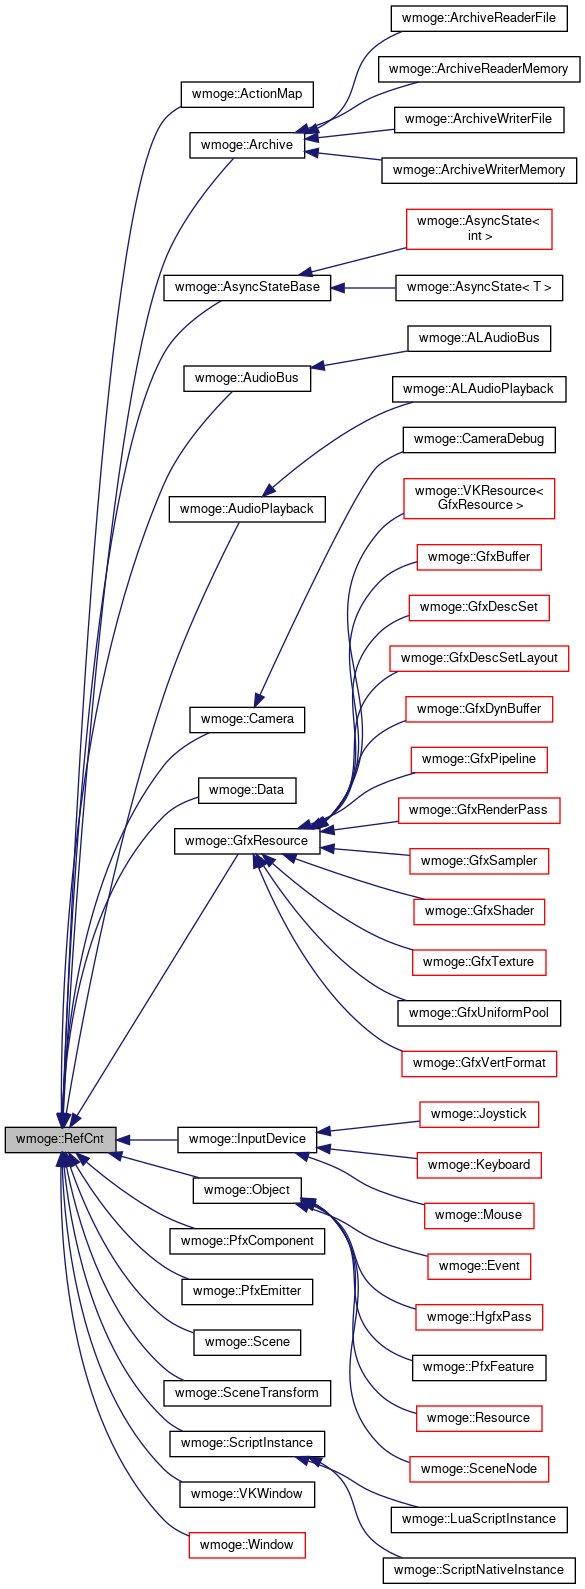 wmoge::ArchiveReaderFile
wmoge::ArchiveReaderMemory
wmoge::ActionMap
wmoge::ArchiveWriterFile
wmoge::Archive
wmoge::ArchiveWriterMemory
wmoge::AsyncState<
int >
wmoge::AsyncStateBase
wmoge::AsyncState< T >
wmoge::ALAudioBus
wmoge::AudioBus
wmoge::ALAudioPlayback
wmoge::CameraDebug
wmoge::VKResource<
GfxResource >
wmoge::AudioPlayback
wmoge::GfxBuffer
wmoge::GfxDescSet
wmoge::GfxDescSetLayout
wmoge::GfxDynBuffer
wmoge::Camera
wmoge::GfxPipeline
wmoge::Data
wmoge::GfxRenderPass
wmoge::GfxResource
wmoge::GfxSampler
wmoge::GfxShader
wmoge::GfxTexture
wmoge::GfxUniformPool
wmoge::GfxVertFormat
wmoge::Joystick
wmoge::RefCnt
wmoge::InputDevice
wmoge::Keyboard
wmoge::Object
wmoge::Mouse
wmoge::PfxComponent
wmoge::Event
wmoge::PfxEmitter
wmoge::HgfxPass
wmoge::Scene
wmoge::PfxFeature
wmoge::SceneTransform
wmoge::Resource
wmoge::ScriptInstance
wmoge::SceneNode
wmoge::VKWindow
wmoge::LuaScriptInstance
wmoge::Window
wmoge::ScriptNativeInstance